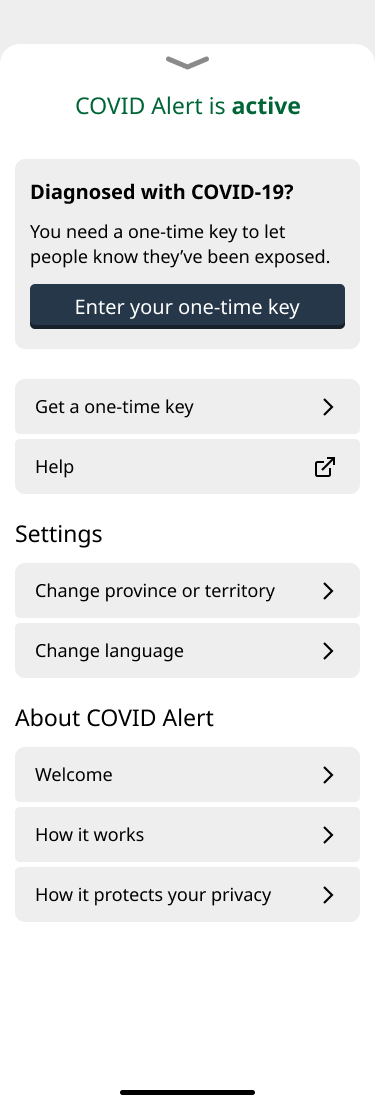 COVID Alert is active
Diagnosed with COVID-19?
You need a one-time key to let
people know they’ve been exposed.
Enter your one-time key
Get a one-time key
Help
Settings
Change province or territory
Change language
About COVID Alert
Welcome
How it works
How it protects your privacy